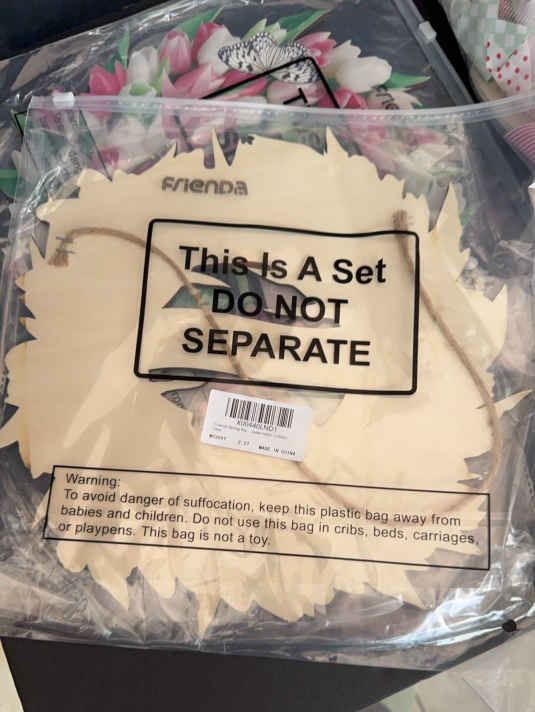 Frienda
This Is A Set
DO NOT
SEPARATE
MADE IN CHINA
Warning:
To avoid danger of suffocation, keep this plastic bag away from
babies and children. Do not use this bag in cribs, beds, carriages,
or playpens. This bag is not a toy.